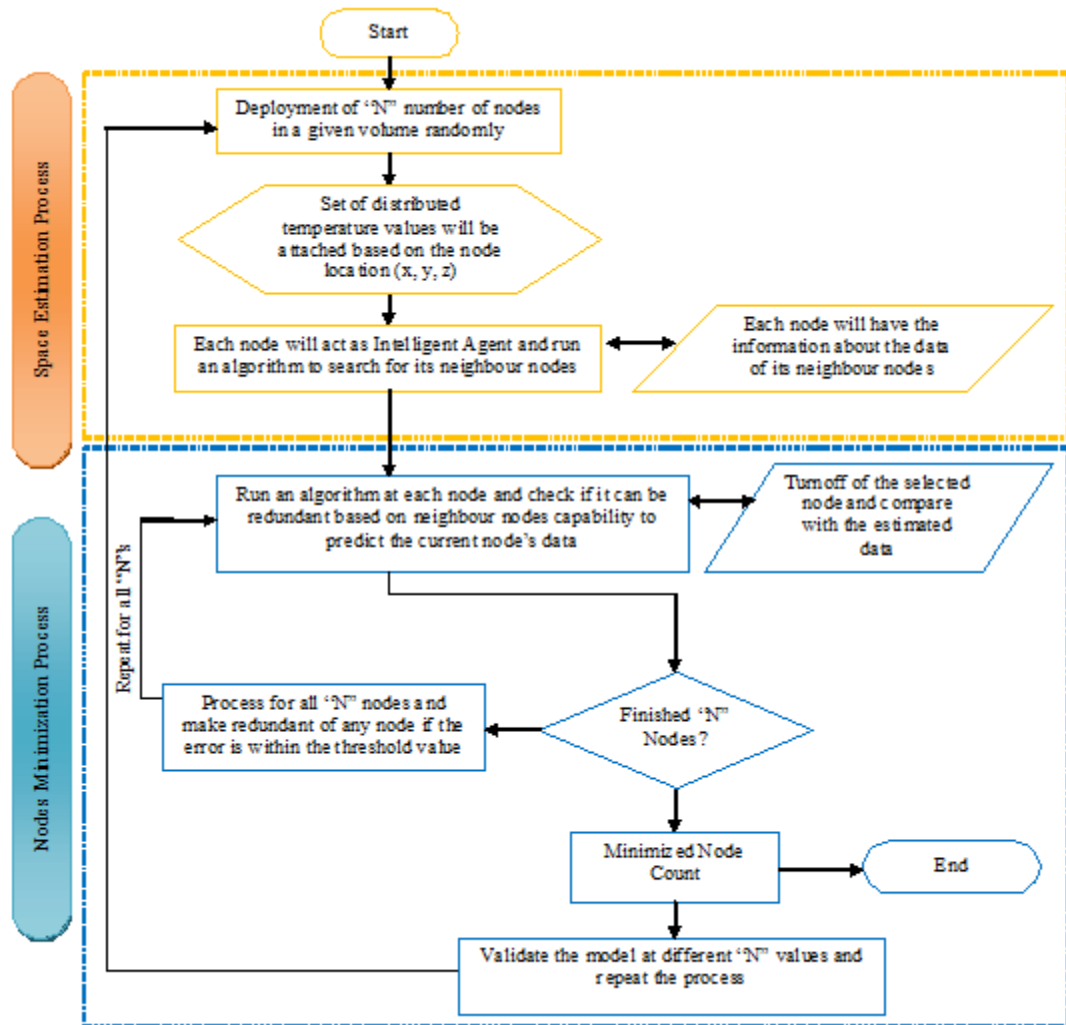 Start
Space Estimation Process
Deployment of “N” number of nodes
in a given volume randomly
Set of distributed
temperature values will be
attached based on the node
location (x, y, z)
Each node will act as Intelligent Agent and run
an algorithm to search for its neighbour nodes
Each node will have the
information about the data
of its neighbour nodes
Nodes Minimization Process
Run an algorithm at each node and check if it can be
redundant based on neighbour nodes capability to
predict the current node’s data
Turnoff of the selected
node and compare
with the estimated
data
Repeat for all “N”s
Process for all “N” nodes and
make redundant of any node if the
error is within the threshold value
Finished “N”
Nodes?
Minimized Node
Count
End
Validate the model at different “N” values and
repeat the process